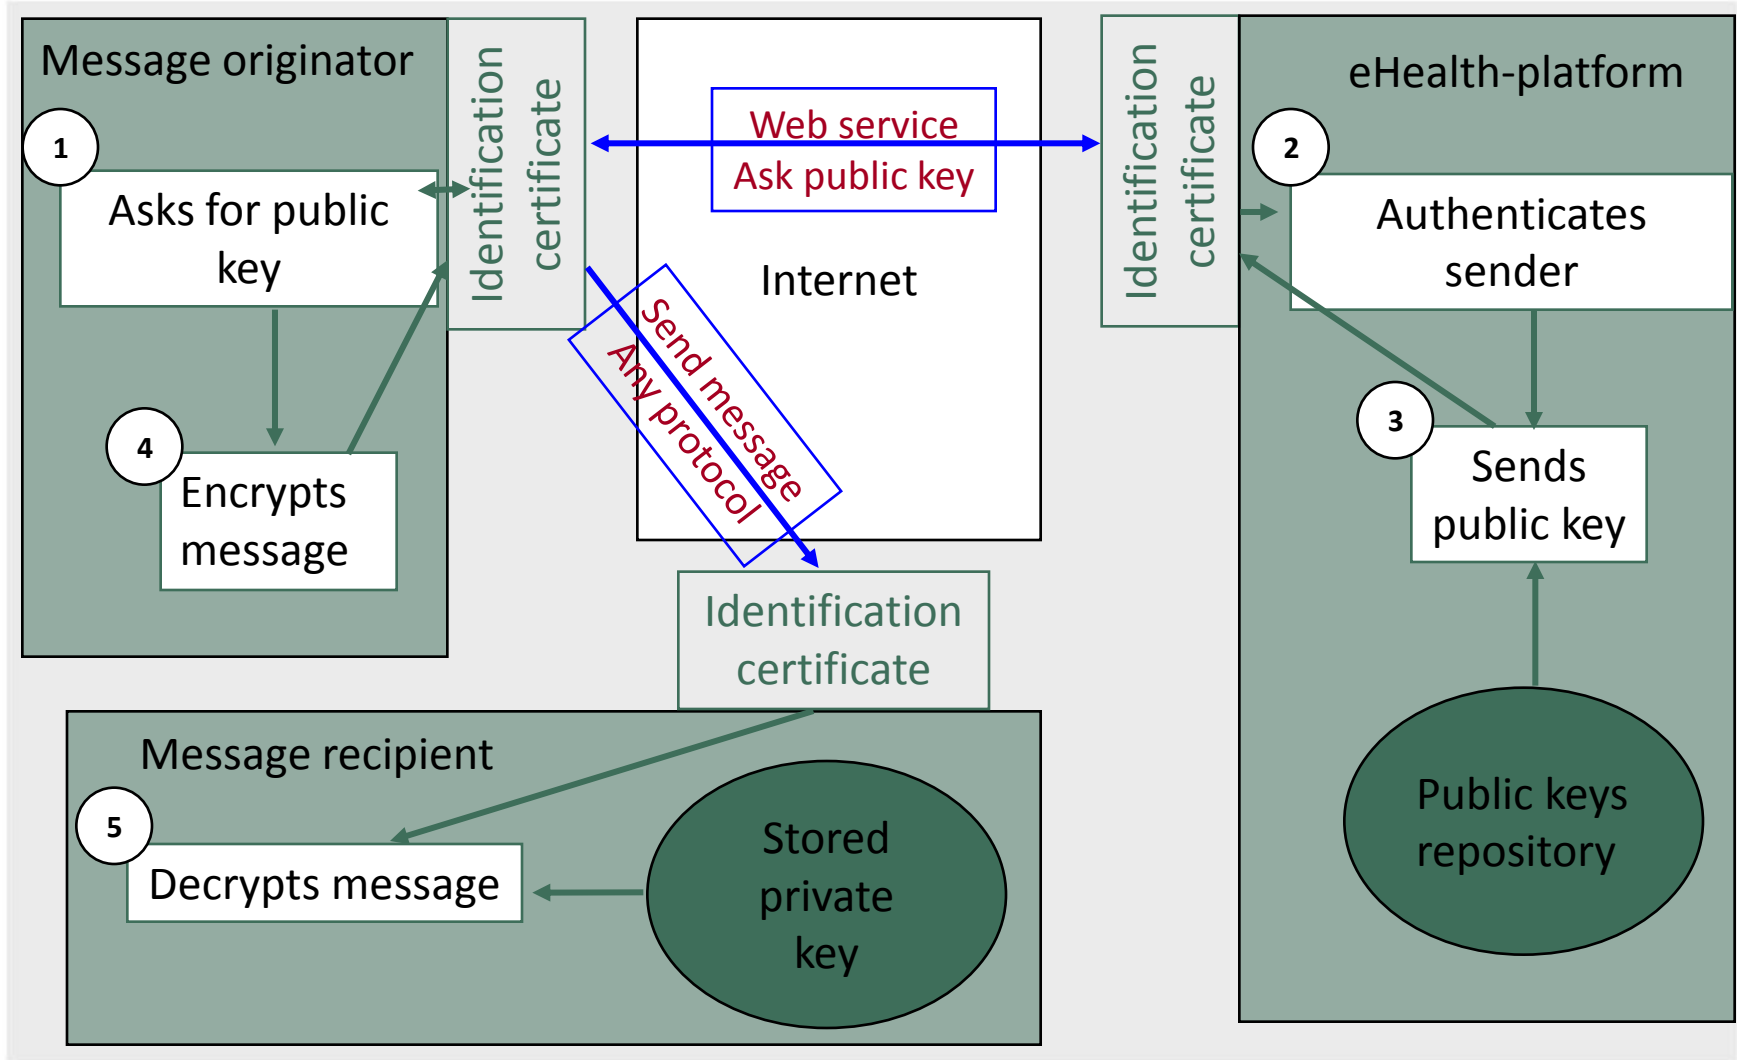 Message originator
1
Asks for public
key
4
Encrypts
message
Identification
certificate
Web service
Ask public key
Internet
Send message
Any protocol
Identification
certificate
eHealth-platform
2
Authenticates
sender
3
Sends
public key
Public keys
repository
Identification
certificate
Message recipient
5
Decrypts message
Stored
private
key